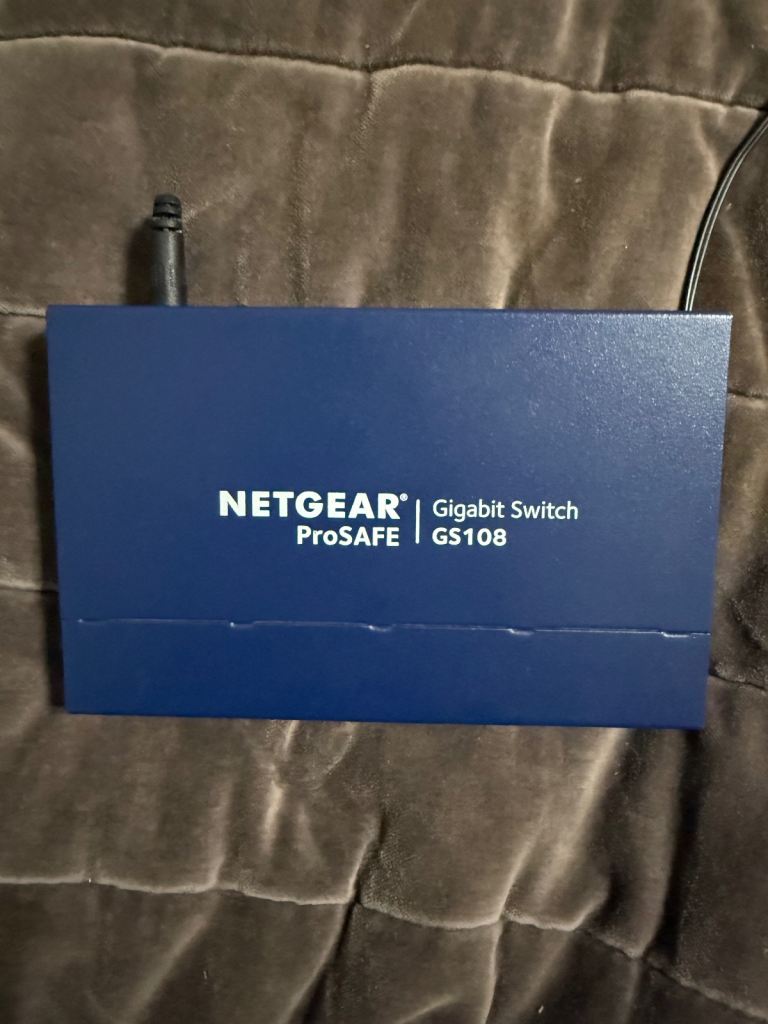 NETGEAR® | Gigabit Switch
ProSAFE | GS108